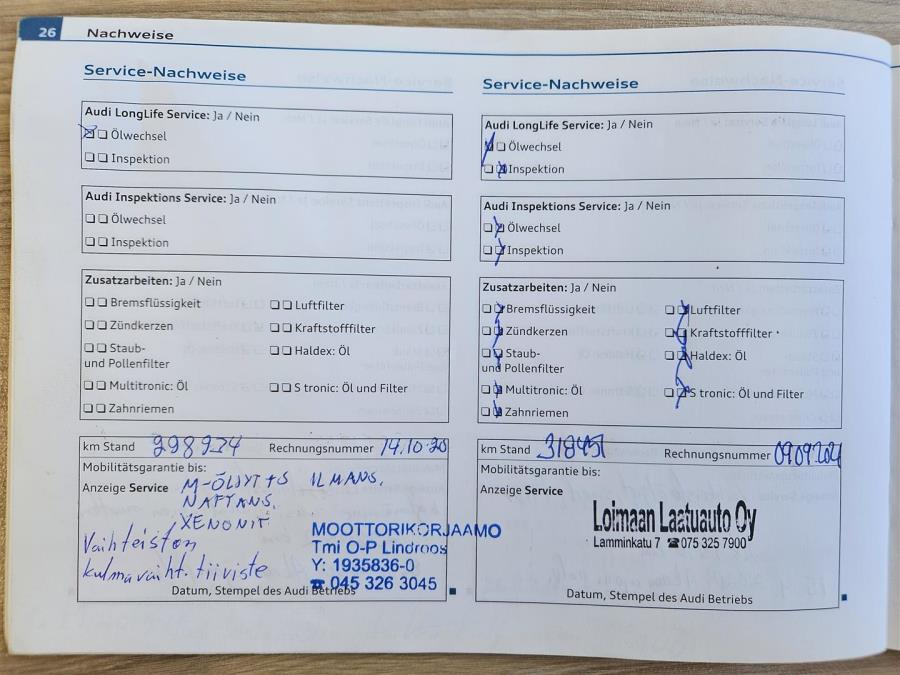 26 Nachweise
Service-Nachweise
Audi LongLife Service: Ja / Nein
Ölwechsel
Inspektion
Audi Inspektions Service: Ja / Nein
Ölwechsel
Inspektion
Zusatzarbeiten: Ja / Nein
Bremsflüssigkeit Luftfilter
Zündkerzen Kraftstofffilter
Staub- Haldex: Öl
und Pollenfilter
Multitronic: Öl S tronic: Öl und Filter
Zahnriemen
km Stand 298934 Rechnungsnummer 14.10.20
Mobilitätsgarantie bis:
Anzeige Service M-ÖLJYT+S ILMANS.
NAFTANS.
XENONIT
Vaihteiston
kulmavaiht. tiiviste
MOOTTORIKORJAAMO
Tmi O-P Lindroos
Y: 1935836-0
☎ 045 326 3045
Datum, Stempel des Audi Betriebs
Service-Nachweise
Audi LongLife Service: Ja / Nein
Ölwechsel
Inspektion
Audi Inspektions Service: Ja / Nein
Ölwechsel
Inspektion
Zusatzarbeiten: Ja / Nein
Bremsflüssigkeit Luftfilter
Zündkerzen Kraftstofffilter
Staub- Haldex: Öl
und Pollenfilter
Multitronic: Öl S tronic: Öl und Filter
Zahnriemen
km Stand 318451 Rechnungsnummer 09.09.2021
Mobilitätsgarantie bis:
Anzeige Service
Loimaan Laatuauto Oy
Lamminkatu 7 ☎075 325 7900
Datum, Stempel des Audi Betriebs